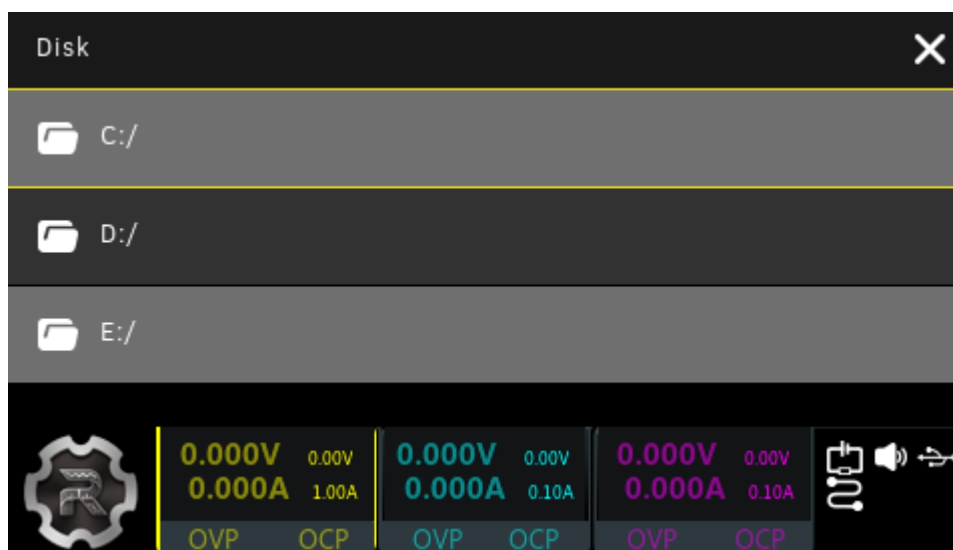 Disk
C:/
D:/
E:/
0.000V 0.00V 0.000V 0.00V 0.000V 0.00V
0.000A 1.00A 0.000A 0.10A 0.000A 0.10A
OVP OCP OVP OCP OVP OCP
R